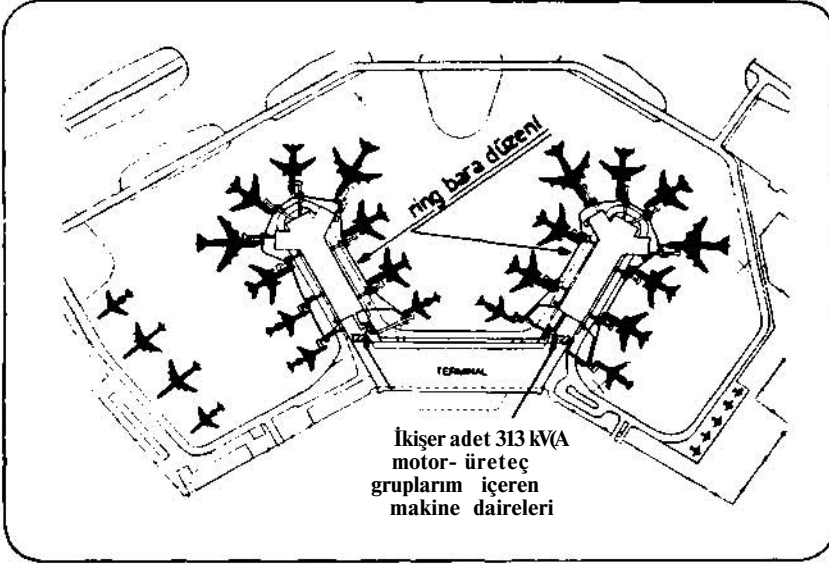 ring bara düzeni
TERMINAL
İkişer adet 313 kV(A
motor- üreteç
gruplarım içeren
makine daireleri